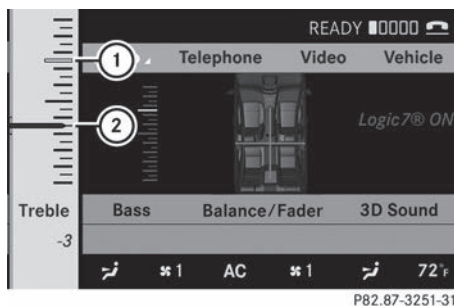 READY
1 Telephone Video Vehicle
2
Logic7® ON
Treble Bass Balance/Fader 3D Sound
-3
1 AC 1 72°F
P82.87-3251-31